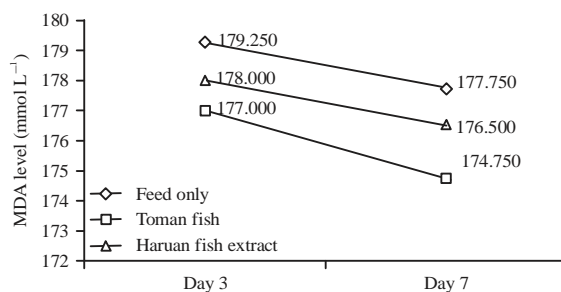 180
179
178
177
176
175
174
173
172
MDA level (mmol L⁻¹)
179.250
178.000
177.000
177.750
176.500
174.750
Feed only
Toman fish
Haruan fish extract
Day 3
Day 7